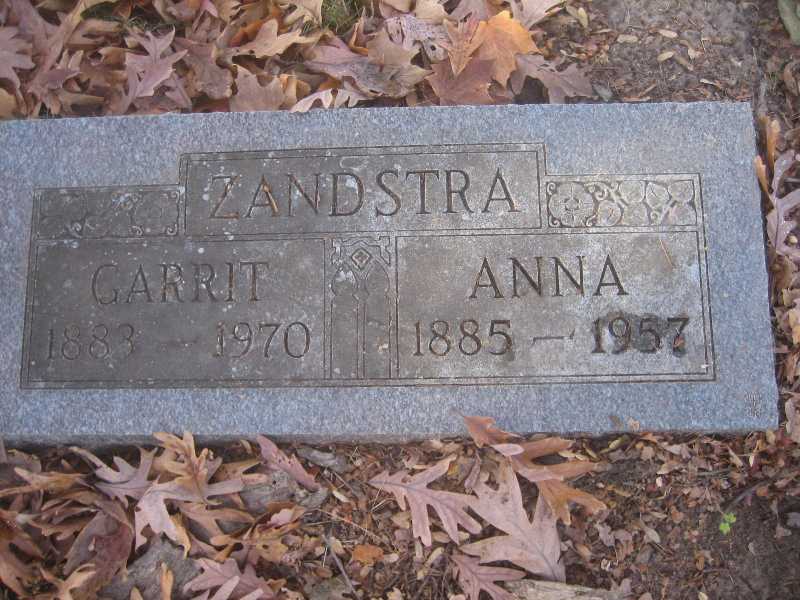 ZANDSTRA
GARRIT ANNA
1883 — 1970 1885 — 1957